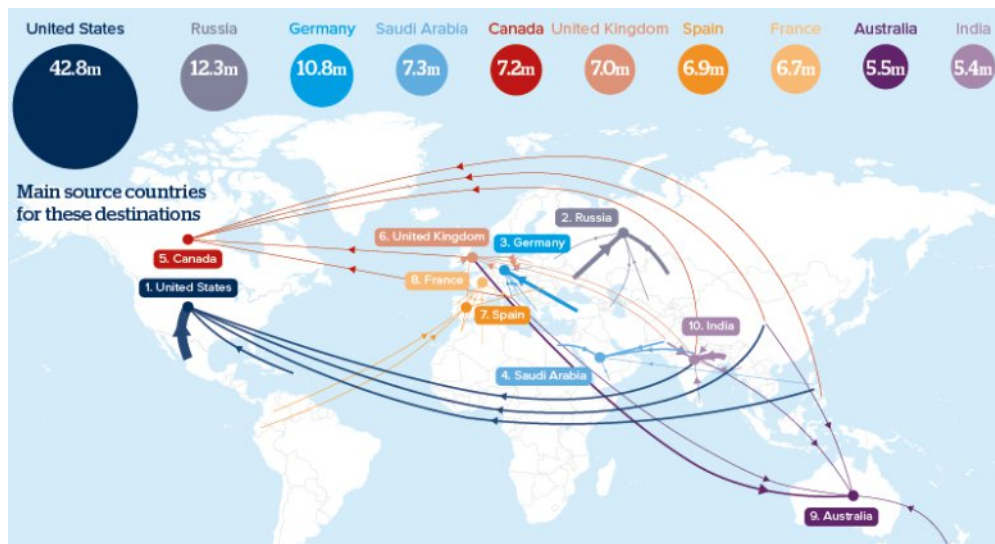 United States Russia Germany Saudi Arabia Canada United Kingdom Spain France Australia India
42.8m 12.3m 10.8m 7.3m 7.2m 7.0m 6.9m 6.7m 5.5m 5.4m
Main source countries
for these destinations
2. Russia
6. United Kingdom
3. Germany
5. Canada
8. France
1. United States
7. Spain
10. India
4. Saudi Arabia
9. Australia